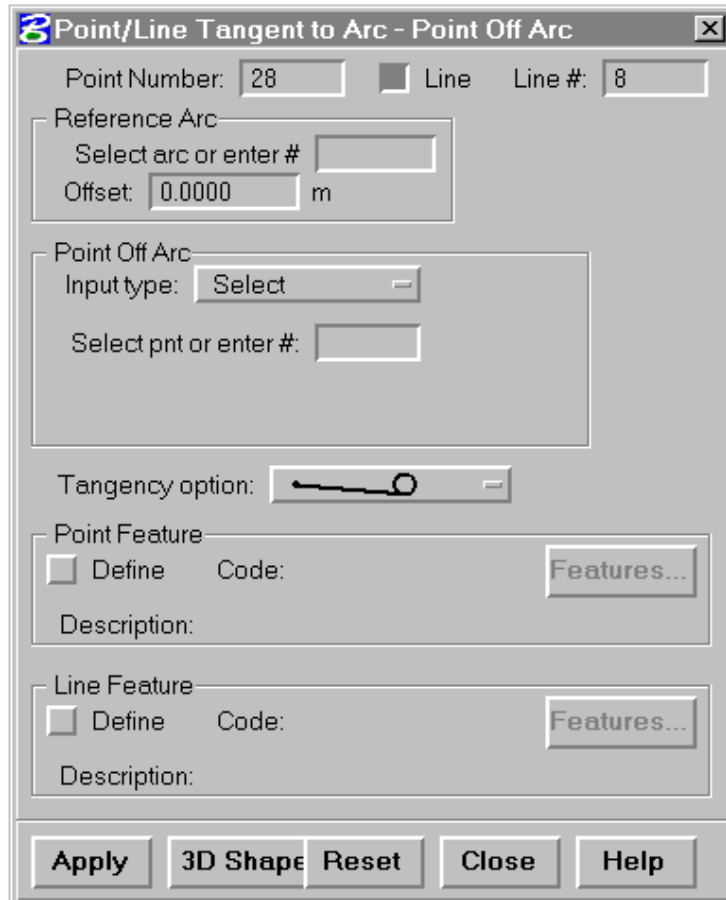 Point/Line Tangent to Arc - Point Off Arc
Point Number: 28 Line Line #: 8
Reference Arc
Select arc or enter #
Offset: 0.0000 m
Point Off Arc
Input type: Select
Select pnt or enter #:
Tangency option:
Point Feature
Define Code: Features...
Description:
Line Feature
Define Code: Features...
Description:
Apply 3D Shape Reset Close Help